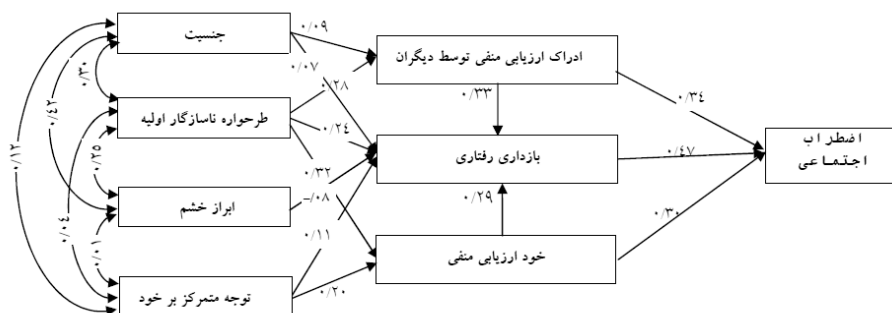 جنسیت
ادراک ارزیابی منفی توسط دیگران
طرحواره ناسازگار اولیه
بازداری رفتاری
اضطراب
اجتماعی
ابراز خشم
خود ارزیابی منفی
توجه متمرکز بر خود
۰/۰۹
۰/۰۷
۰/۲۸
۰/۳۳
۰/۳۴
۰/۳۰
۰/۴۲
۰/۲۴
۰/۴۷
۰/۱۲
۰/۲۵
۰/۳۲
-/۰۸
۰/۲۹
۰/۳۰
۰/۰۴
۰/۰۱
۰/۱۱
۰/۲۰